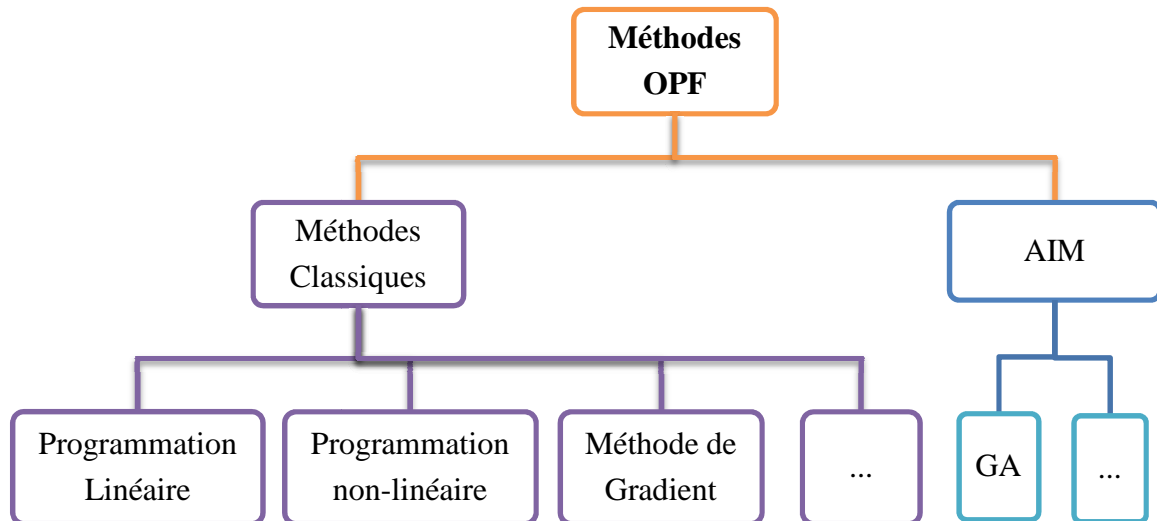 Méthodes
OPF
Méthodes
Classiques
AIM
Programmation
Linéaire
Programmation
non-linéaire
Méthode de
Gradient
...
GA
...